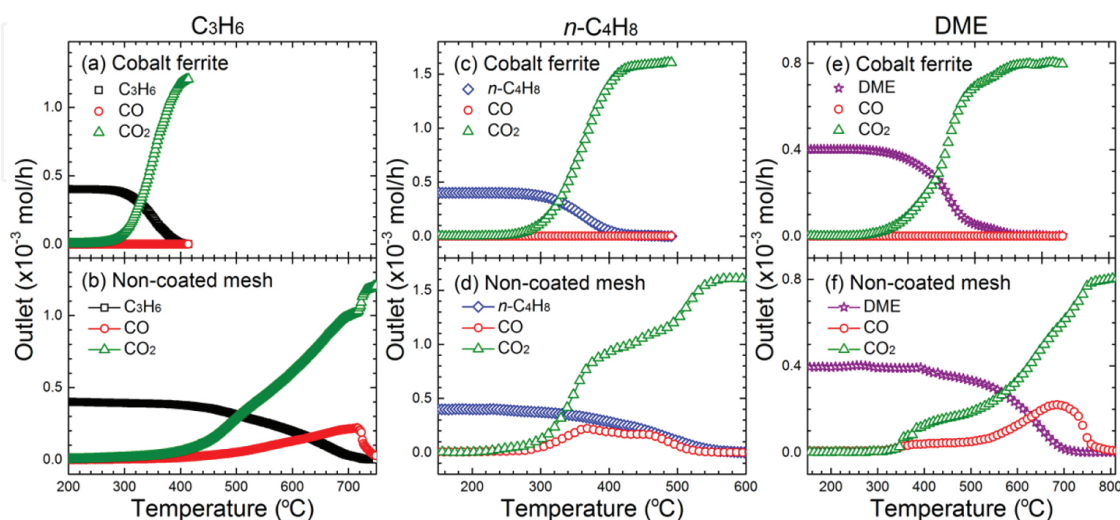 C3H6
n-C4H8
DME
Outlet (x10-3 mol/h)
(a) Cobalt ferrite
C3H6
CO
CO2
1.0
0.5
0.0
(b) Non-coated mesh
C3H6
CO
CO2
1.0
0.5
0.0
200 300 400 500 600 700
Temperature (ºC)
Outlet (x10-3 mol/h)
(c) Cobalt ferrite
n-C4H8
CO
CO2
1.5
1.0
0.5
0.0
(d) Non-coated mesh
n-C4H8
CO
CO2
1.5
1.0
0.5
0.0
200 300 400 500 600
Temperature (ºC)
Outlet (x10-3 mol/h)
(e) Cobalt ferrite
DME
CO
CO2
0.8
0.4
0.0
(f) Non-coated mesh
DME
CO
CO2
0.8
0.4
0.0
200 300 400 500 600 700 800
Temperature (ºC)